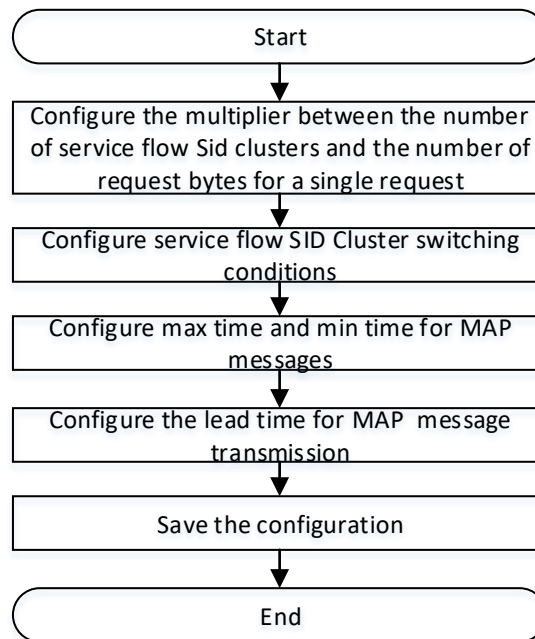 Start
Configure the multiplier between the number
of service flow Sid clusters and the number of
request bytes for a single request
Configure service flow SID Cluster switching
conditions
Configure max time and min time for MAP
messages
Configure the lead time for MAP message
transmission
Save the configuration
End